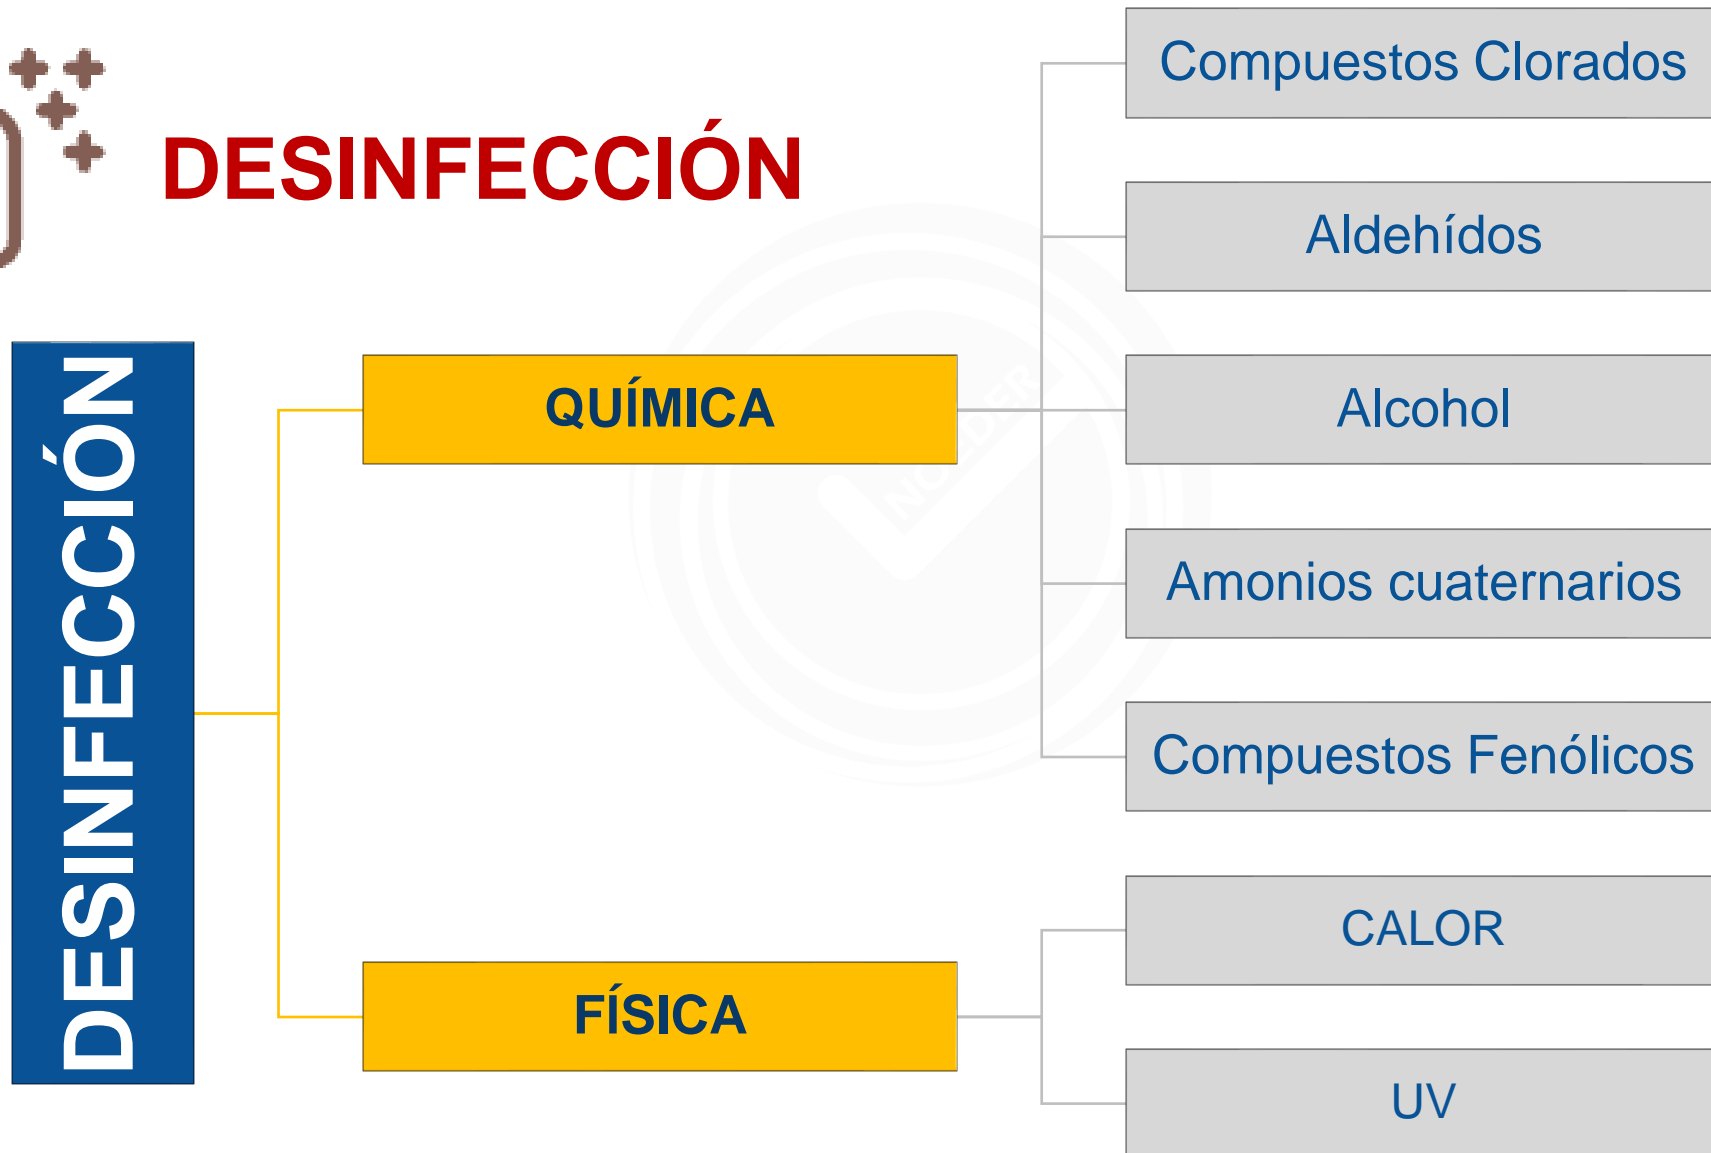 DESINFECCIÓN
DESINFECCIÓN
QUÍMICA
Compuestos Clorados
Aldehídos
Alcohol
Amonios cuaternarios
Compuestos Fenólicos
FÍSICA
CALOR
UV